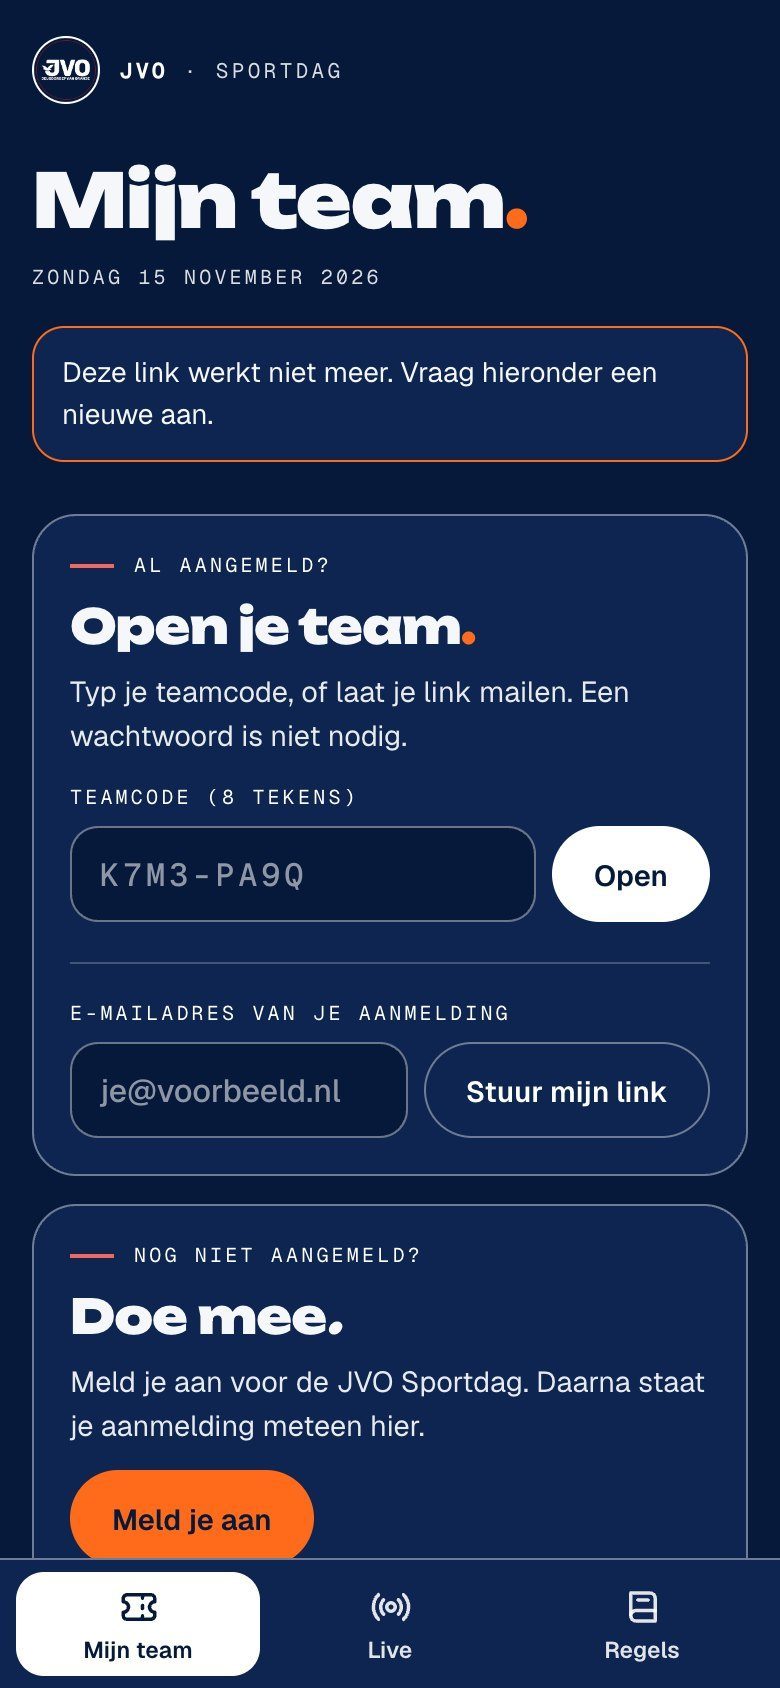 JVO
JVO · SPORTDAG
Mijn team.
ZONDAG 15 NOVEMBER 2026
Deze link werkt niet meer. Vraag hieronder een
nieuwe aan.
AL AANGEMELD?
Open je team.
Typ je teamcode, of laat je link mailen. Een
wachtwoord is niet nodig.
TEAMCODE (8 TEKENS)
K7M3-PA9Q
Open
E-MAILADRES VAN JE AANMELDING
je@voorbeeld.nl
Stuur mijn link
NOG NIET AANGEMELD?
Doe mee.
Meld je aan voor de JVO Sportdag. Daarna staat
je aanmelding meteen hier.
Meld je aan
Mijn team
Live
Regels